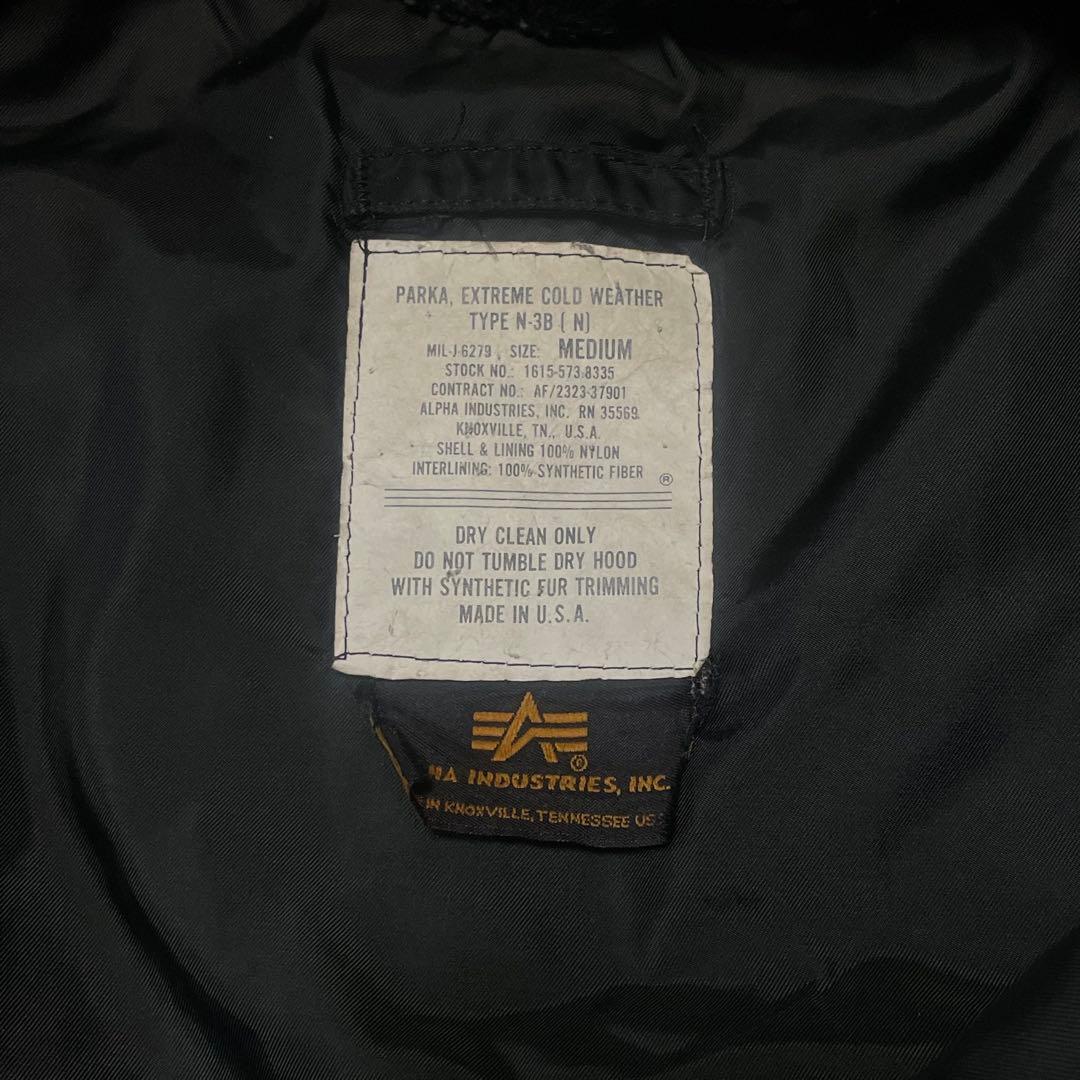 PARKA, EXTREME COLD WEATHER
TYPE N-3B ( N)
MIL-J-6279 , SIZE: MEDIUM
STOCK NO.: 1615-573-8335
CONTRACT NO.: AF/2323-37901
ALPHA INDUSTRIES, INC. RN 35569
KNOXVILLE, TN., U.S.A.
SHELL & LINING 100% NYLON
INTERLINING: 100% SYNTHETIC FIBER ®
DRY CLEAN ONLY
DO NOT TUMBLE DRY HOOD
WITH SYNTHETIC FUR TRIMMING
MADE IN U.S.A.
®
HA INDUSTRIES, INC.
IN KNOXVILLE, TENNESSEE US